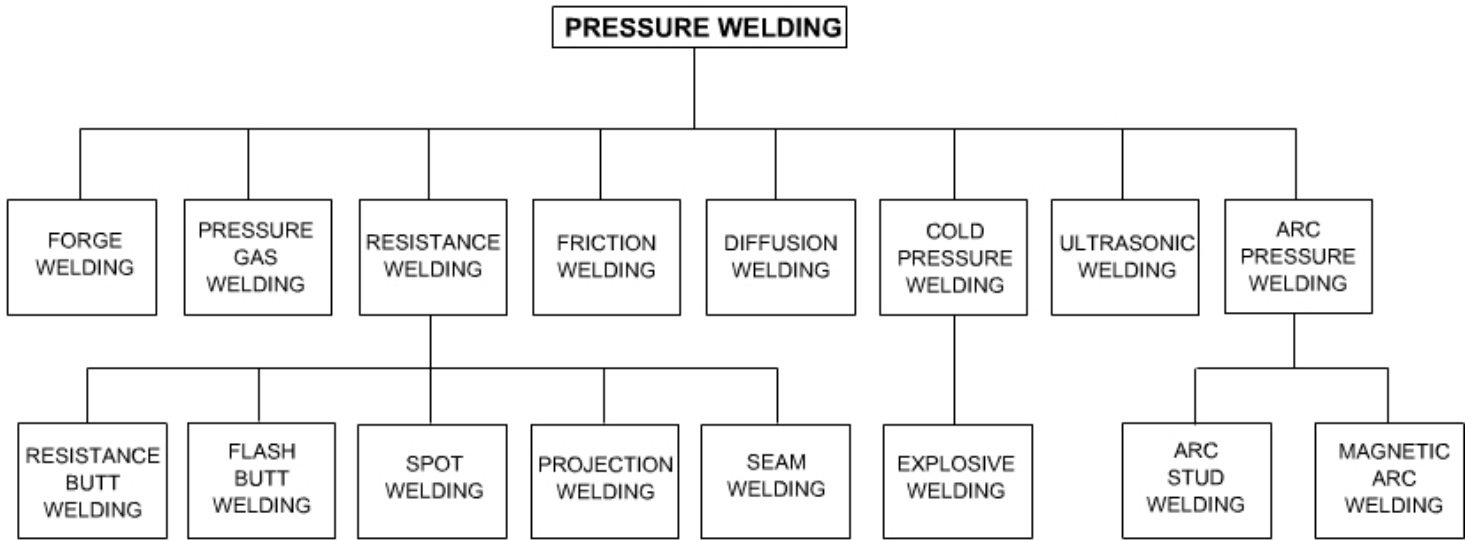 PRESSURE WELDING
FORGE
WELDING
PRESSURE
GAS
WELDING
RESISTANCE
WELDING
FRICTION
WELDING
DIFFUSION
WELDING
COLD
PRESSURE
WELDING
ULTRASONIC
WELDING
ARC
PRESSURE
WELDING
RESISTANCE
BUTT
WELDING
FLASH
BUTT
WELDING
SPOT
WELDING
PROJECTION
WELDING
SEAM
WELDING
EXPLOSIVE
WELDING
ARC
STUD
WELDING
MAGNETIC
ARC
WELDING